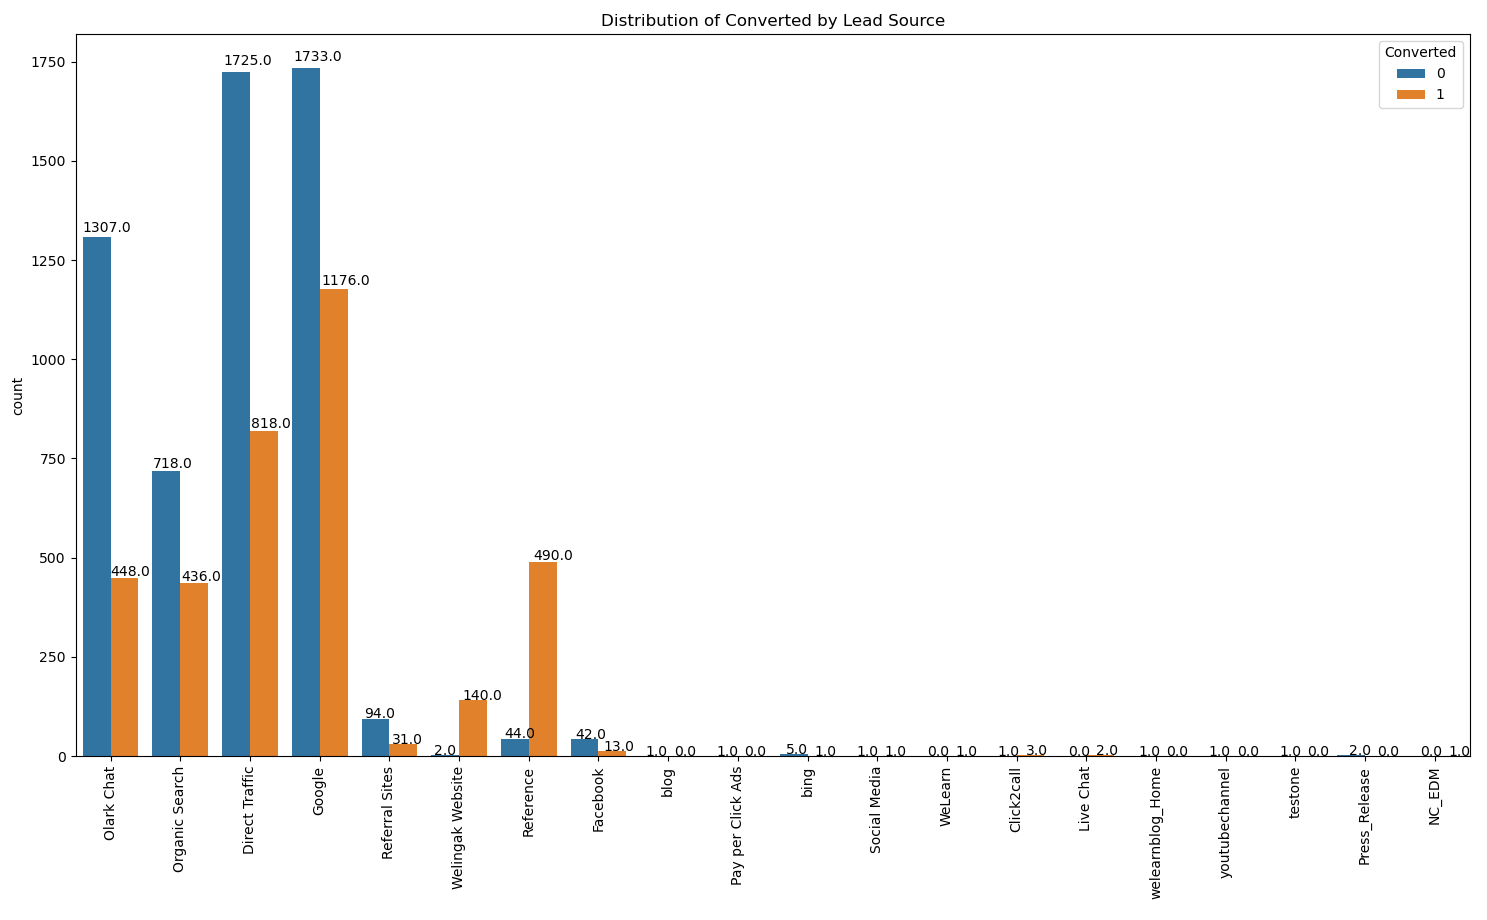 Distribution of Converted by Lead Source
Converted
0
1
1750
1500
1250
1000
750
500
250
0
count
1307.0
448.0
718.0
436.0
1725.0
818.0
1733.0
1176.0
94.0
31.0
2.0
140.0
44.0
490.0
42.0
13.0
1.0
0.0
1.0
0.0
5.0
1.0
1.0
1.0
0.0
1.0
1.0
3.0
0.0
2.0
1.0
0.0
1.0
0.0
1.0
0.0
2.0
0.0
0.0
1.0
Olark Chat
Organic Search
Direct Traffic
Google
Referral Sites
Welingak Website
Reference
Facebook
blog
Pay per Click Ads
bing
Social Media
WeLearn
Click2call
Live Chat
welearnblog_Home
youtubechannel
testone
Press_Release
NC_EDM